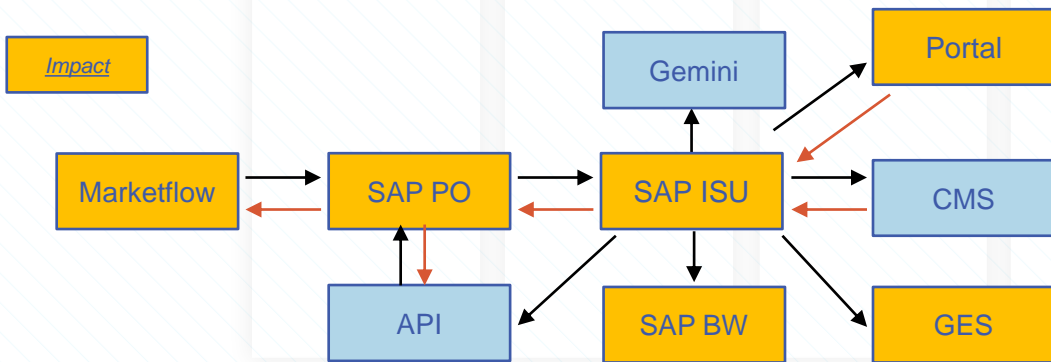 Impact
Gemini
Portal
Marketflow
SAP PO
SAP ISU
CMS
API
SAP BW
GES